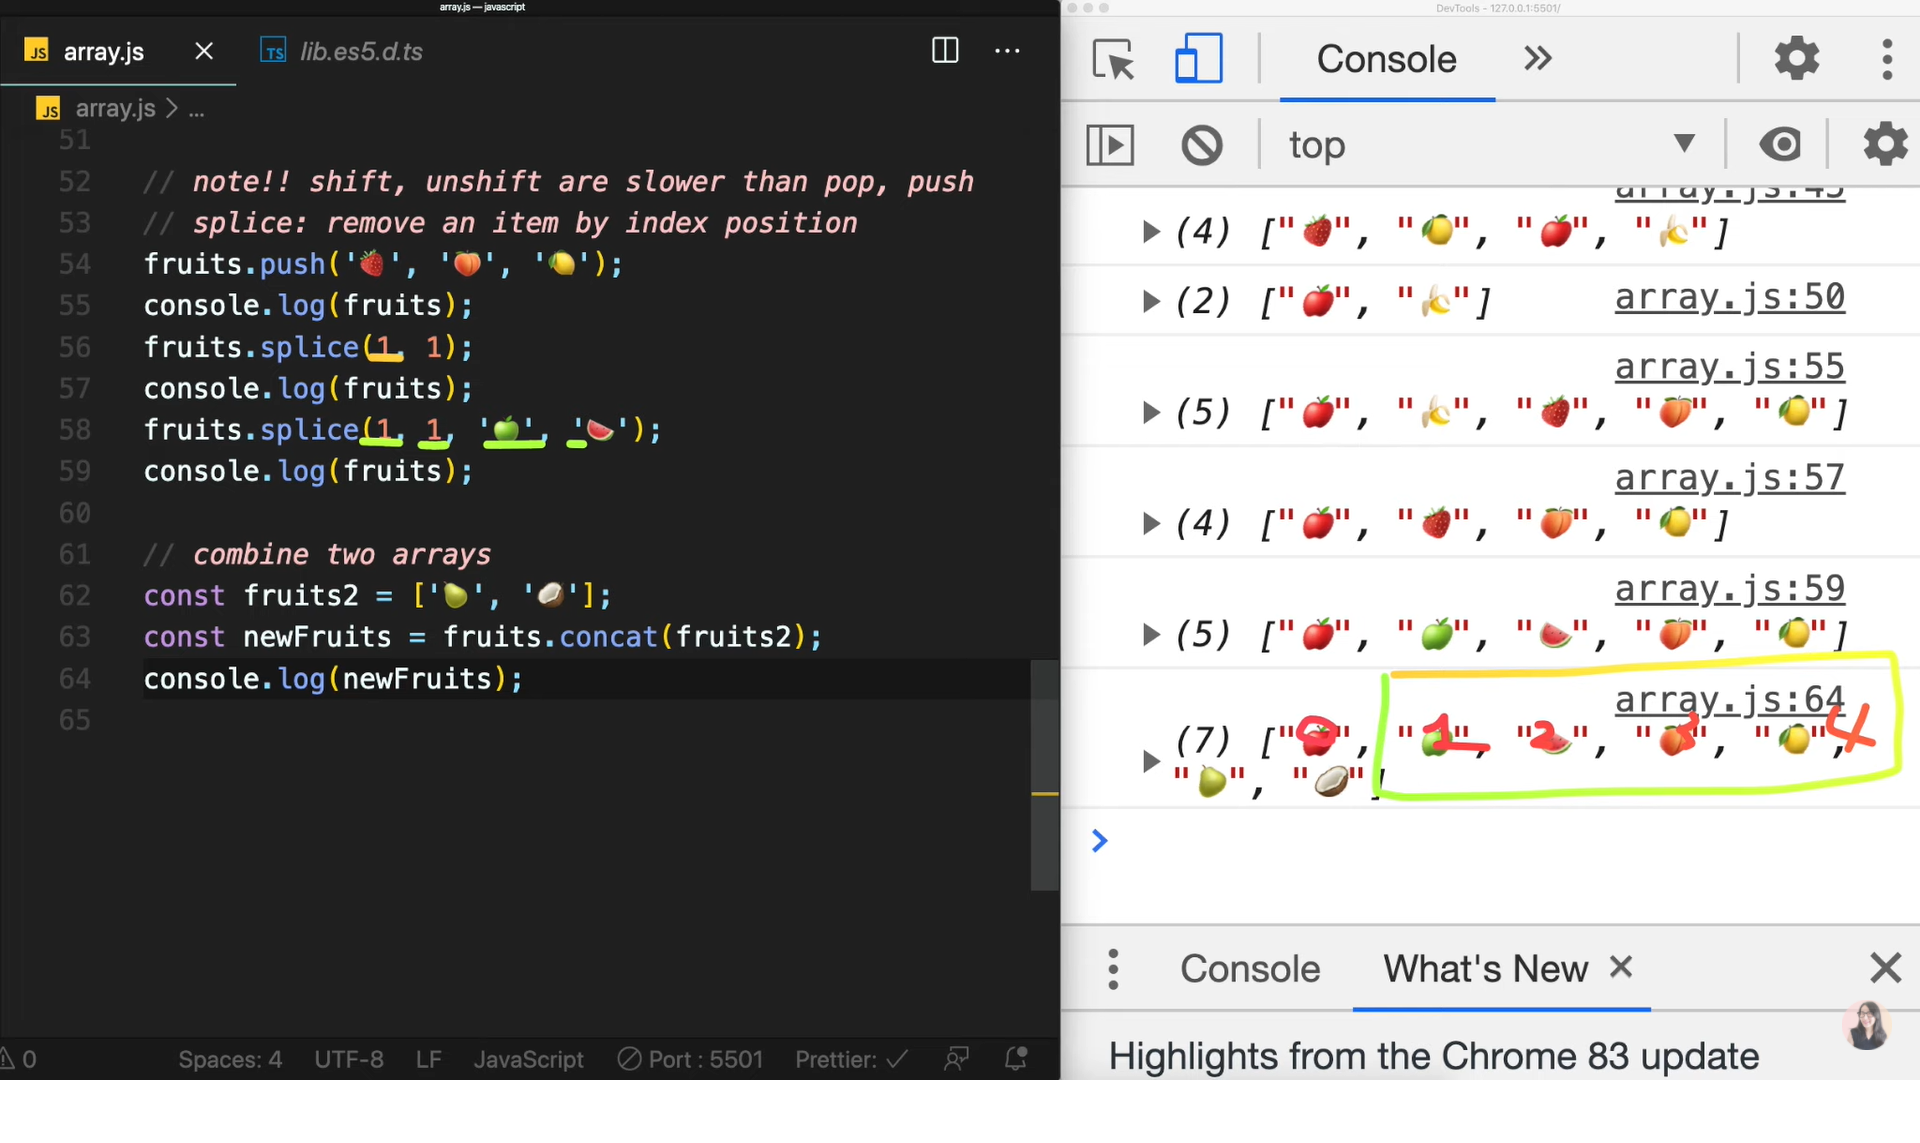 array.js — javascript
array.js
lib.es5.d.ts
array.js > ...
51
52 // note!! shift, unshift are slower than pop, push
53 // splice: remove an item by index position
54 fruits.push('🍓', '🍑', '🍋');
55 console.log(fruits);
56 fruits.splice(1, 1);
57 console.log(fruits);
58 fruits.splice(1, 1, '🍏', '🍉');
59 console.log(fruits);
60
61 // combine two arrays
62 const fruits2 = ['🍐', '🥥'];
63 const newFruits = fruits.concat(fruits2);
64 console.log(newFruits);
65
0
Spaces: 4 UTF-8 LF JavaScript Port : 5501 Prettier: ✓
DevTools - 127.0.0.1:5501/
Console
top
array.js:45
(4) ["🍓", "🍋", "🍎", "🍌"]
array.js:50
(2) ["🍎", "🍌"]
array.js:55
(5) ["🍎", "🍌", "🍓", "🍑", "🍋"]
array.js:57
(4) ["🍎", "🍓", "🍑", "🍋"]
array.js:59
(5) ["🍎", "🍏", "🍉", "🍑", "🍋"]
array.js:64
(7) ["🍎", "🍏", "🍉", "🍑", "🍋",
"🍐", "🥥"]
0 1 2 3 4
Console What's New
Highlights from the Chrome 83 update